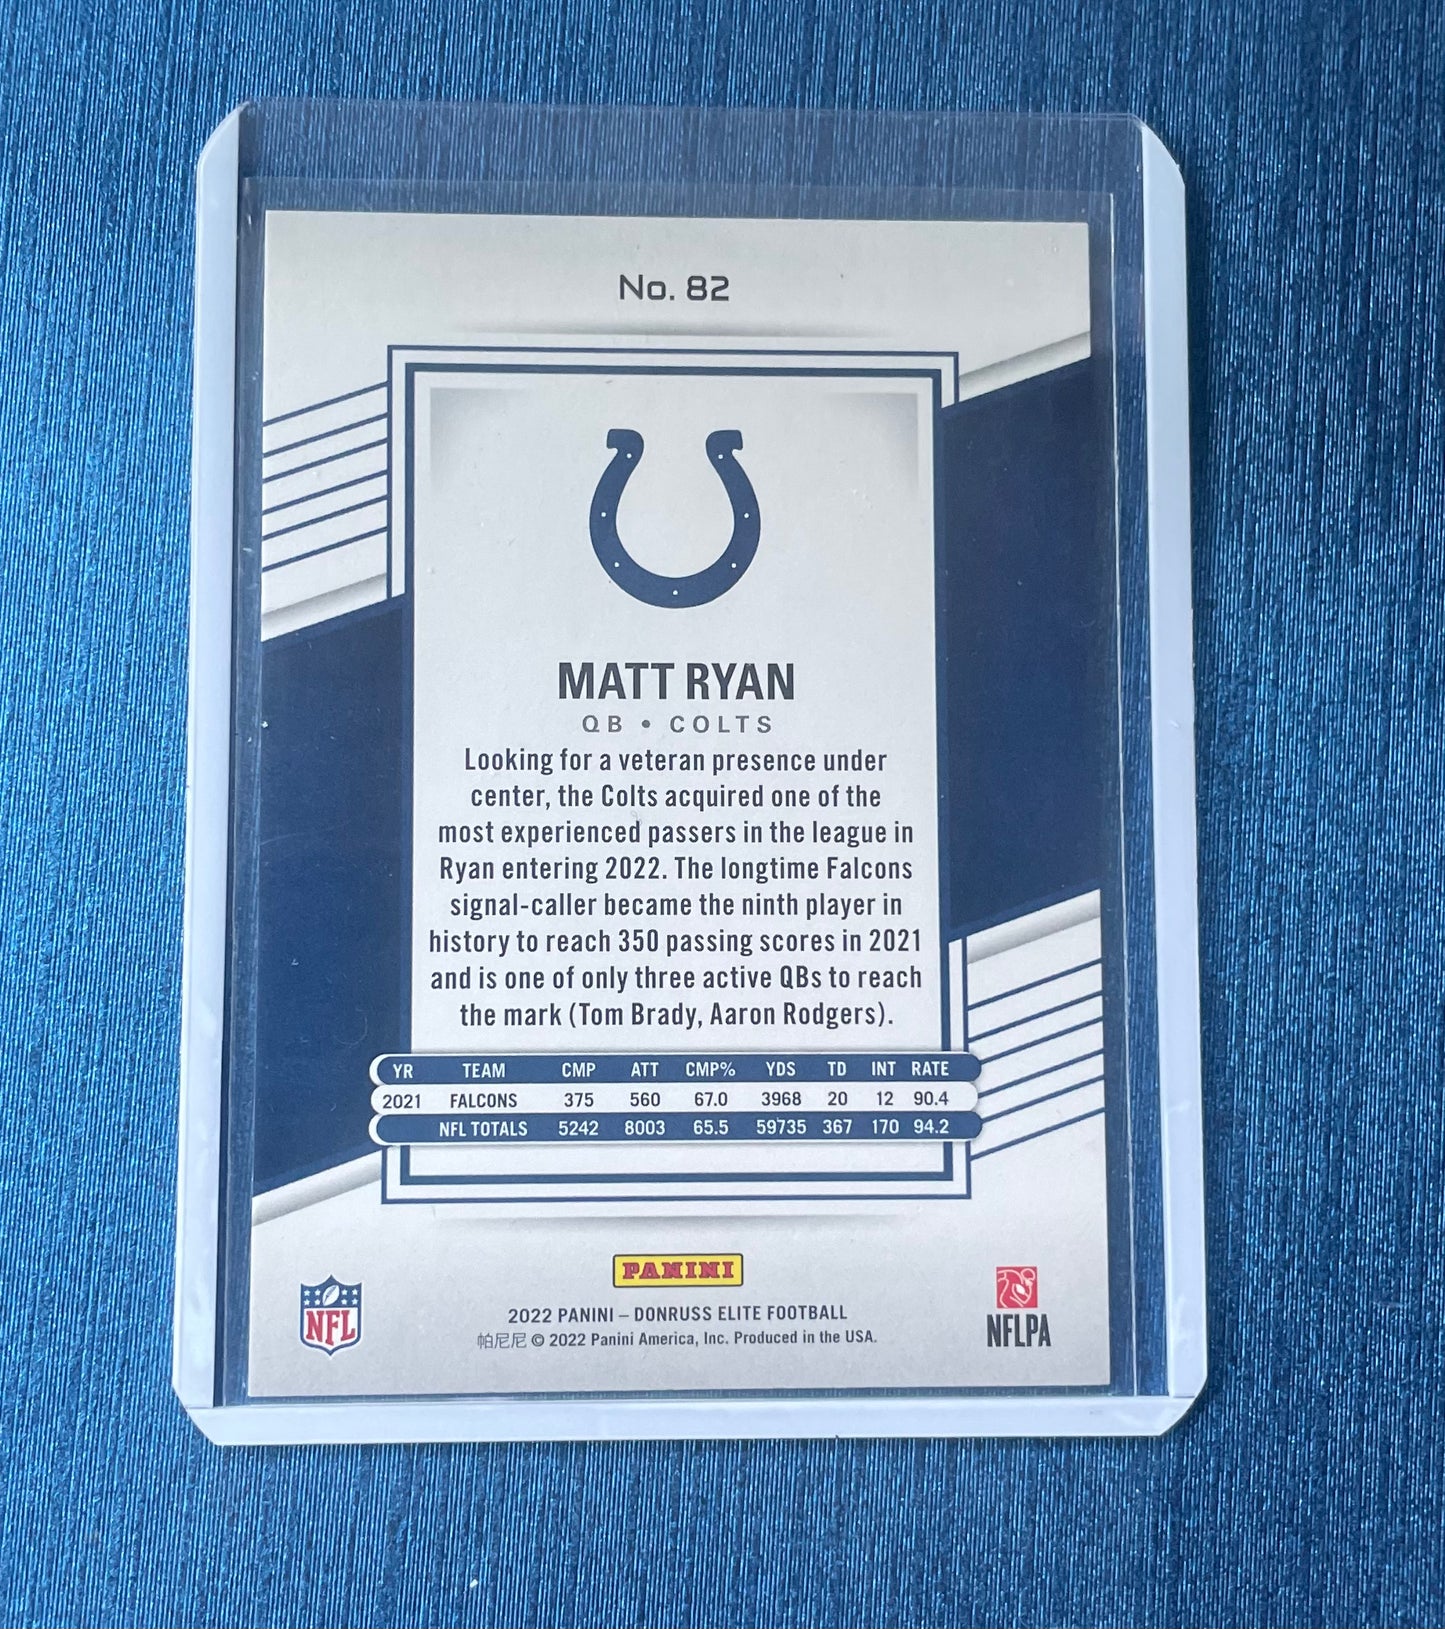 No. 82
MATT RYAN
QB • COLTS
Looking for a veteran presence under
center, the Colts acquired one of the
most experienced passers in the league in
Ryan entering 2022. The longtime Falcons
signal-caller became the ninth player in
history to reach 350 passing scores in 2021
and is one of only three active QBs to reach
the mark (Tom Brady, Aaron Rodgers).
YR TEAM CMP ATT CMP% YDS TD INT RATE
2021 FALCONS 375 560 67.0 3968 20 12 90.4
NFL TOTALS 5242 8003 65.5 59735 367 170 94.2
PANINI
2022 PANINI – DONRUSS ELITE FOOTBALL
帕尼尼 © 2022 Panini America, Inc. Produced in the USA.
NFL
NFLPA